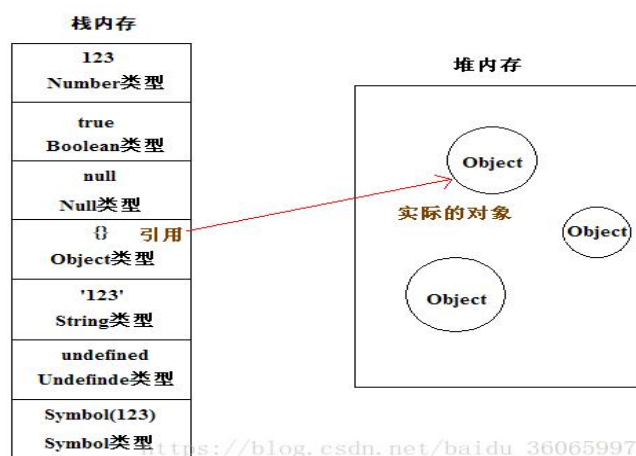 栈内存
123
Number类型
true
Boolean类型
null
Null类型
{} 引用
Object类型
'123'
String类型
undefined
Undefinde类型
Symbol(123)
Symbol类型
堆内存
Object
实际的对象
Object
Object
https://blog.csdn.net/baidu_36065997